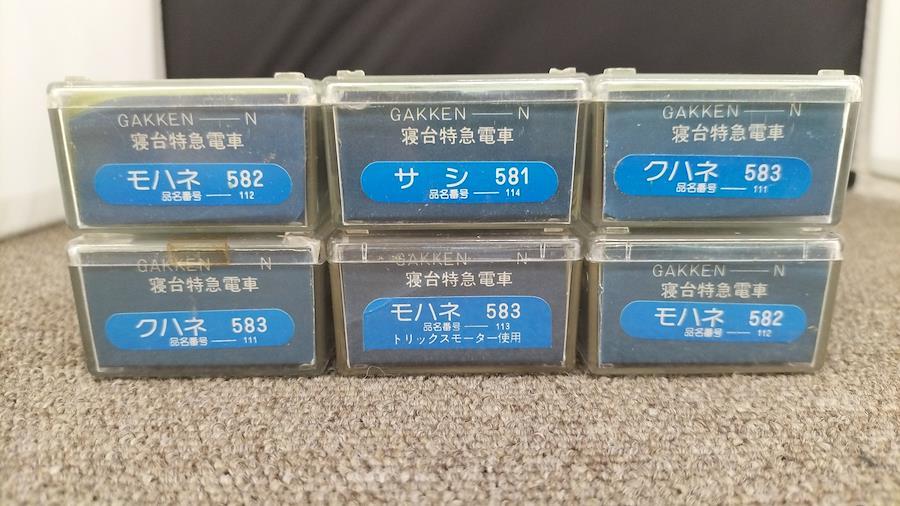 GAKKEN — N
寝台特急電車
モハネ 582
品名番号 — 112
GAKKEN — N
寝台特急電車
サシ 581
品名番号 — 114
GAKKEN — N
寝台特急電車
クハネ 583
品名番号 — 111
GAKKEN — N
寝台特急電車
クハネ 583
品名番号 — 111
GAKKEN — N
寝台特急電車
モハネ 583
品名番号 — 113
トリックスモーター使用
GAKKEN — N
寝台特急電車
モハネ 582
品名番号 — 112